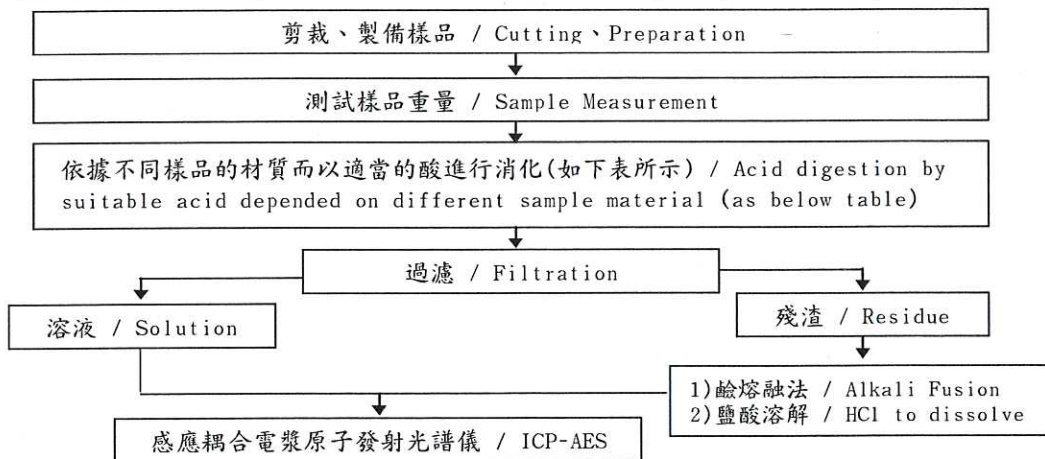 剪裁、製備樣品 / Cutting、Preparation
測試樣品重量 / Sample Measurement
依據不同樣品的材質而以適當的酸進行消化(如下表所示) / Acid digestion by
suitable acid depended on different sample material (as below table)
過濾 / Filtration
溶液 / Solution
殘渣 / Residue
1)鹼熔融法 / Alkali Fusion
2)鹽酸溶解 / HCl to dissolve
感應耦合電漿原子發射光譜儀 / ICP-AES